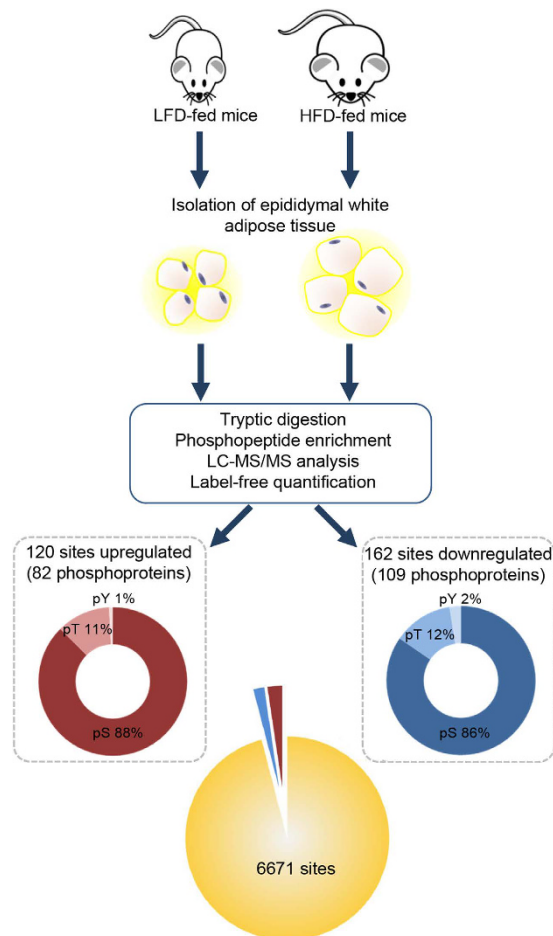 LFD-fed mice
HFD-fed mice
Isolation of epididymal white
adipose tissue
Tryptic digestion
Phosphopeptide enrichment
LC-MS/MS analysis
Label-free quantification
120 sites upregulated
(82 phosphoproteins)
pY 1%
pT 11%
pS 88%
162 sites downregulated
(109 phosphoproteins)
pY 2%
pT 12%
pS 86%
6671 sites